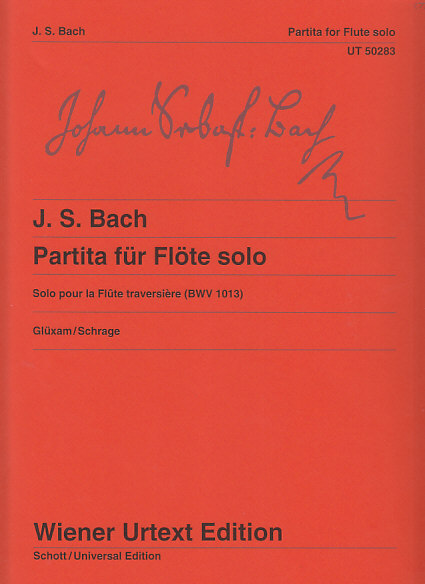 J. S. Bach Partita for Flute solo
UT 50283
Johann Sebast: Bach
J. S. Bach
Partita für Flöte solo
Solo pour la Flûte traversière (BWV 1013)
Glüxam/Schrage
Wiener Urtext Edition
Schott/Universal Edition